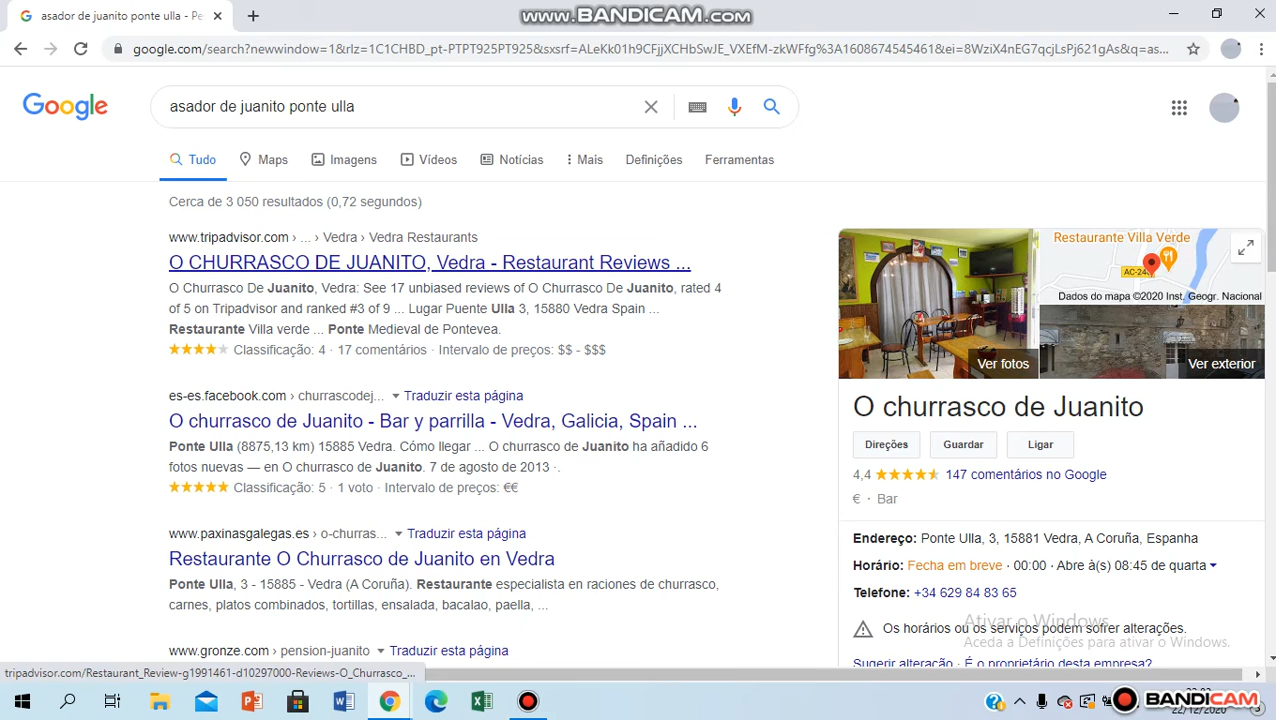 www.BANDICAM.com
asador de juanito ponte ulla - Pe
google.com/search?newwindow=1&rlz=1C1CHBD_pt-PTPT925PT925&sxsrf=ALeKk01h9CFjjXCHbSwJE_VXEfM-zkWFfg%3A1608674545461&ei=8WziX4nEG7qcjLsPj621gAs&q=as...
Google
asador de juanito ponte ulla
Tudo Maps Imagens Vídeos Notícias Mais Definições Ferramentas
Cerca de 3 050 resultados (0,72 segundos)
www.tripadvisor.com › ... › Vedra › Vedra Restaurants
O CHURRASCO DE JUANITO, Vedra - Restaurant Reviews ...
O Churrasco De Juanito, Vedra: See 17 unbiased reviews of O Churrasco De Juanito, rated 4
of 5 on Tripadvisor and ranked #3 of 9 ... Lugar Puente Ulla 3, 15880 Vedra Spain ...
Restaurante Villa verde ... Ponte Medieval de Pontevea.
Classificação: 4 · 17 comentários · Intervalo de preços: $$ - $$$
es-es.facebook.com › churrascodej... Traduzir esta página
O churrasco de Juanito - Bar y parrilla - Vedra, Galicia, Spain ...
Ponte Ulla (8875,13 km) 15885 Vedra. Cómo llegar ... O churrasco de Juanito ha añadido 6
fotos nuevas — en O churrasco de Juanito. 7 de agosto de 2013 ·.
Classificação: 5 · 1 voto · Intervalo de preços: €€
www.paxinasgalegas.es › o-churras... Traduzir esta página
Restaurante O Churrasco de Juanito en Vedra
Ponte Ulla, 3 - 15885 - Vedra (A Coruña). Restaurante especialista en raciones de churrasco,
carnes, platos combinados, tortillas, ensalada, bacalao, paella, ...
www.gronze.com › pension-juanito Traduzir esta página
Restaurante Villa Verde
AC-24
Dados do mapa ©2020 Inst. Geogr. Nacional
Ver fotos
Ver exterior
O churrasco de Juanito
Direções Guardar Ligar
4,4 147 comentários no Google
€ · Bar
Endereço: Ponte Ulla, 3, 15881 Vedra, A Coruña, Espanha
Horário: Fecha em breve · 00:00 · Abre à(s) 08:45 de quarta
Telefone: +34 629 84 83 65
Os horários ou os serviços podem sofrer alterações.
Sugerir alteração · É o proprietário desta empresa?
Ativar o Windows
Aceda a Definições para ativar o Windows.
tripadvisor.com/Restaurant_Review-g1991461-d10297000-Reviews-O_Churrasco_...
BANDICAM
22/12/2020